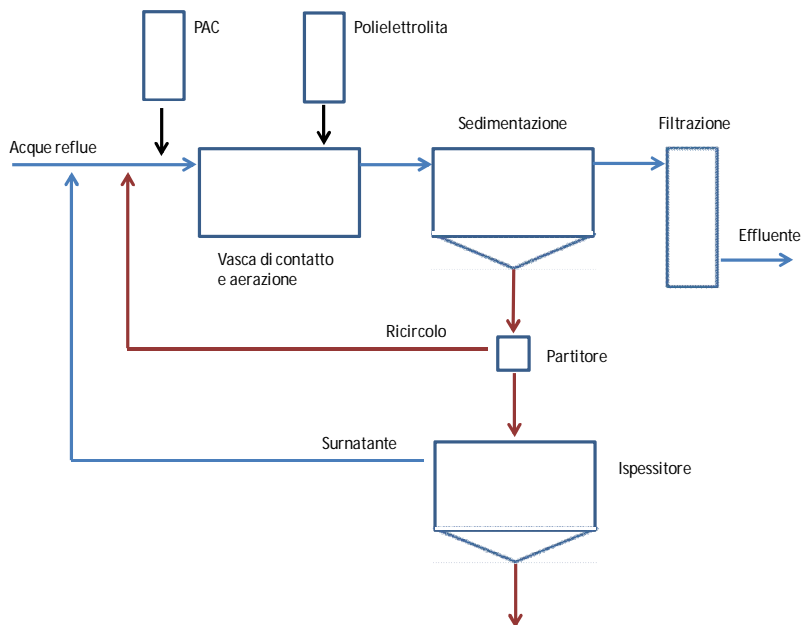 PAC
Polielettrolita
Acque reflue
Sedimentazione
Filtrazione
Vasca di contatto
e aerazione
Effluente
Ricircolo
Partitore
Surnatante
Ispessitore